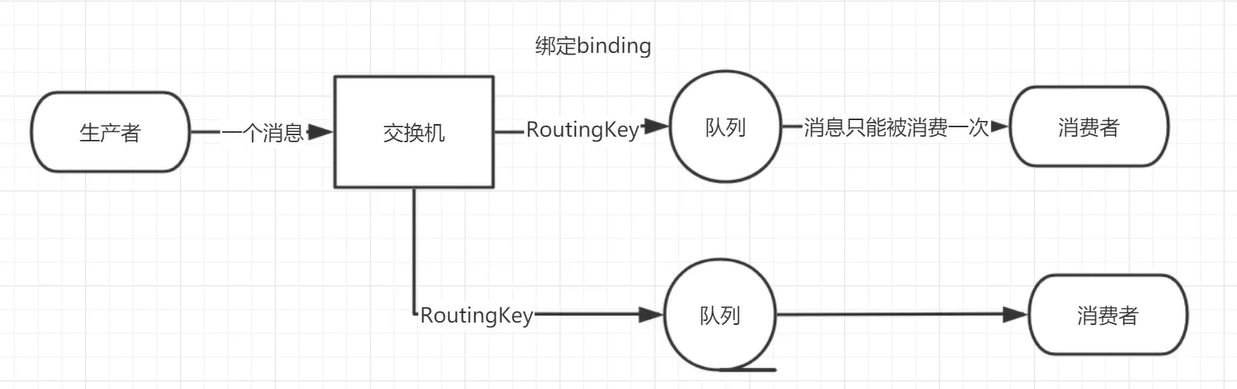 绑定binding
生产者
一个消息
交换机
RoutingKey
队列
消息只能被消费一次
消费者
RoutingKey
队列
消费者